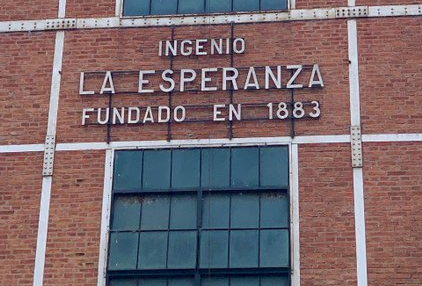 INGENIO
LA ESPERANZA
FUNDADO EN 1883